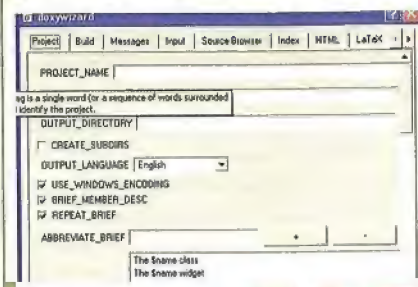 doxywizard
Project Build Messages Input Source Browser Index HTML LaTeX
PROJECT_NAME
ag is a single word (or a sequence of words surrounded
identify the project.
OUTPUT_DIRECTORY
CREATE_SUBDIRS
OUTPUT_LANGUAGE English
USE_WINDOWS_ENCODING
BRIEF_MEMBER_DESC
REPEAT_BRIEF
ABBREVIATE_BRIEF + -
The $name class
The $name widget